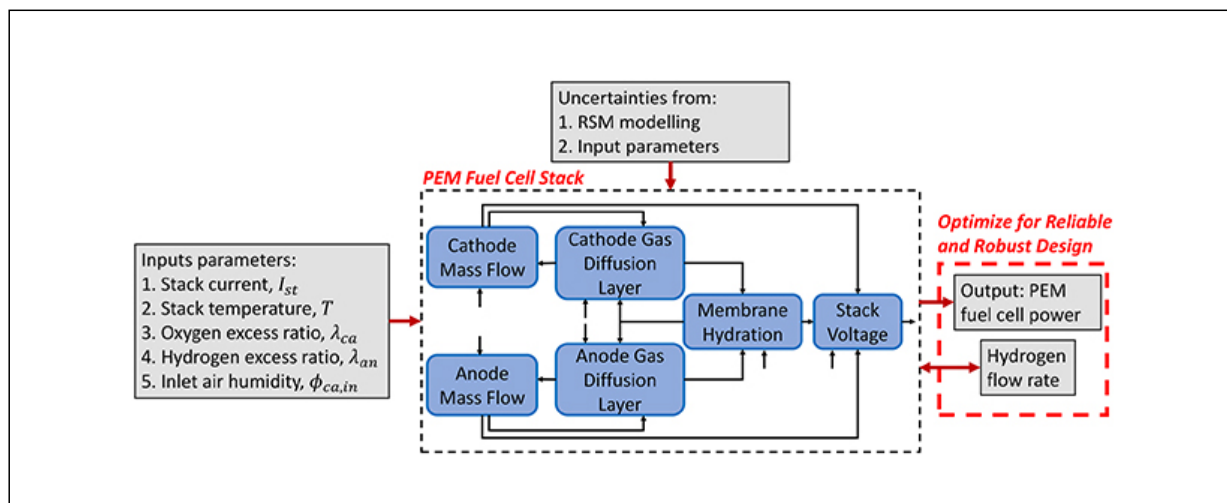 Uncertainties from:
1. RSM modelling
2. Input parameters
PEM Fuel Cell Stack
Optimize for Reliable
and Robust Design
Inputs parameters:
1. Stack current, I_st
2. Stack temperature, T
3. Oxygen excess ratio, λ_ca
4. Hydrogen excess ratio, λ_an
5. Inlet air humidity, ϕ_ca,in
Cathode
Mass Flow
Cathode Gas
Diffusion
Layer
Membrane
Hydration
Stack
Voltage
Anode
Mass Flow
Anode Gas
Diffusion
Layer
Output: PEM
fuel cell power
Hydrogen
flow rate